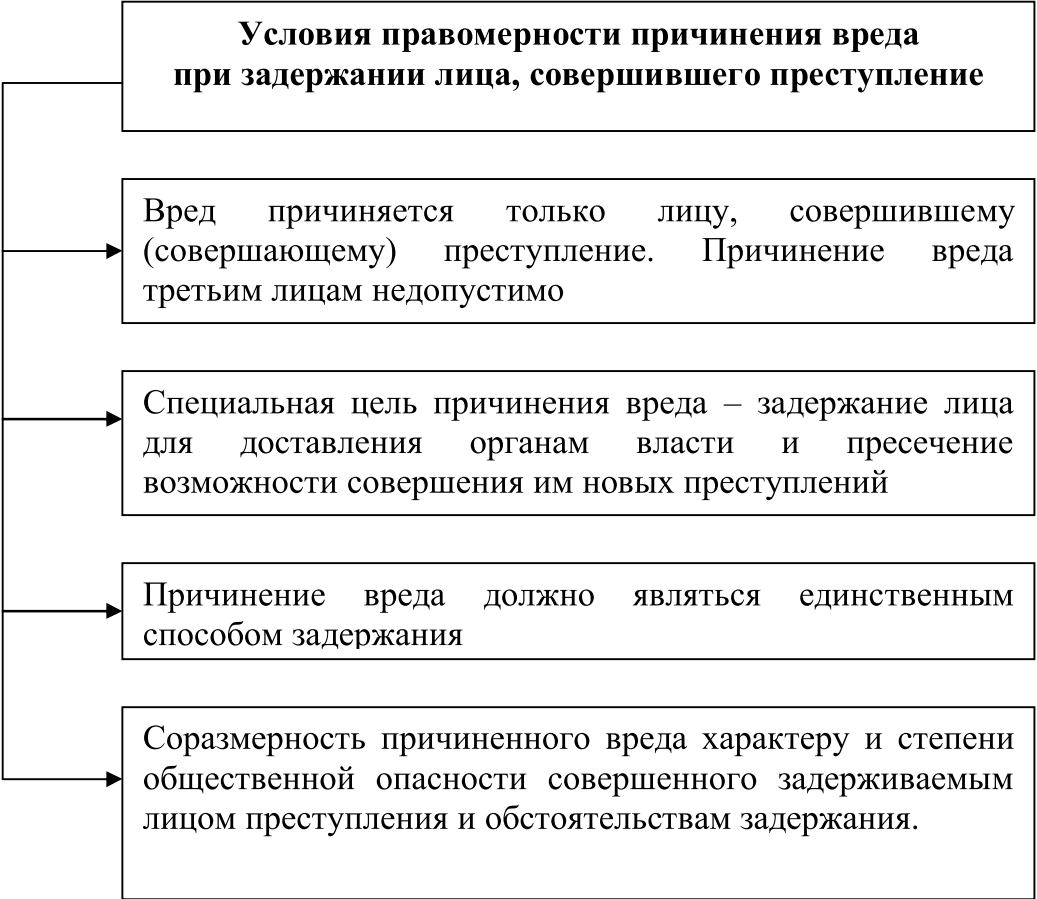 Условия правомерности причинения вреда
при задержании лица, совершившего преступление
Вред причиняется только лицу, совершившему
(совершающему) преступление. Причинение вреда
третьим лицам недопустимо
Специальная цель причинения вреда – задержание лица
для доставления органам власти и пресечение
возможности совершения им новых преступлений
Причинение вреда должно являться единственным
способом задержания
Соразмерность причиненного вреда характеру и степени
общественной опасности совершенного задерживаемым
лицом преступления и обстоятельствам задержания.